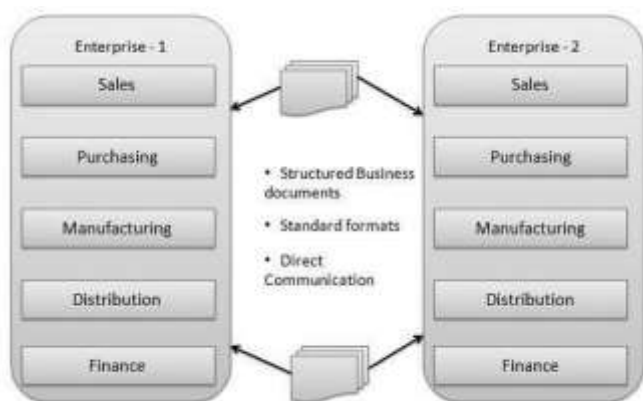 Enterprise - 1
Sales
Purchasing
Manufacturing
Distribution
Finance
• Structured Business
documents
• Standard formats
• Direct
Communication
Enterprise - 2
Sales
Purchasing
Manufacturing
Distribution
Finance